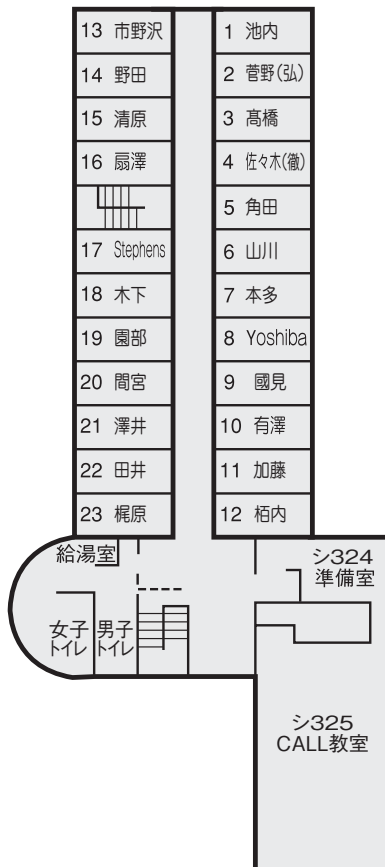 13 市野沢
14 野田
15 清原
16 扇澤
17 Stephens
18 木下
19 園部
20 間宮
21 澤井
22 田井
23 梶原
1 池内
2 菅野(弘)
3 髙橋
4 佐々木(徹)
5 角田
6 山川
7 本多
8 Yoshiba
9 國見
10 有澤
11 加藤
12 栢内
給湯室
女子
トイレ
男子
トイレ
シ324
準備室
シ325
CALL教室